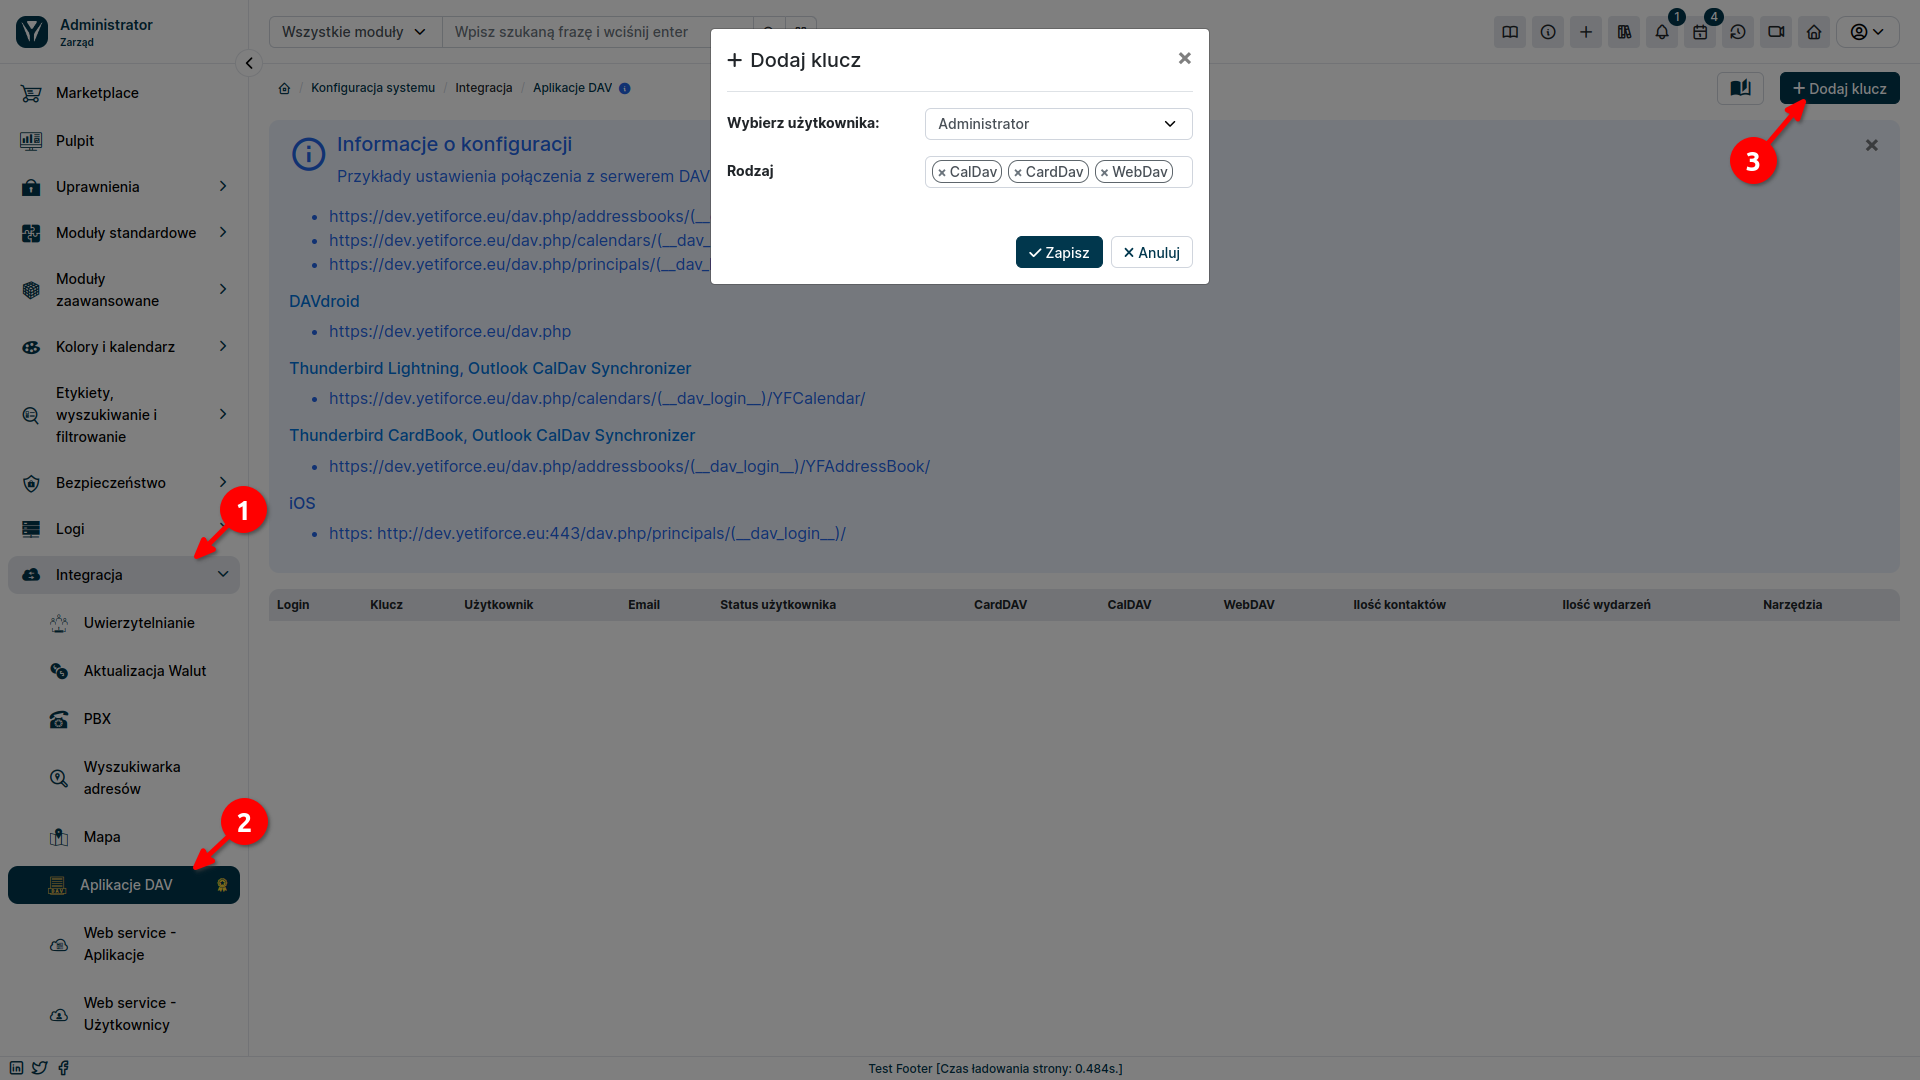 Administrator
Zarząd
Marketplace
Pulpit
Uprawnienia
Moduły standardowe
Moduły
zaawansowane
Kolory i kalendarz
Etykiety,
wyszukiwanie i
filtrowanie
Bezpieczeństwo
Logi
1
Integracja
Uwierzytelnianie
Aktualizacja Walut
PBX
Wyszukiwarka
adresów
Mapa
2
Aplikacje DAV
Web service -
Aplikacje
Web service -
Użytkownicy
Wszystkie moduły
Wpisz szukaną frazę i wciśnij enter
1
4
/ Konfiguracja systemu / Integracja / Aplikacje DAV
+ Dodaj klucz
3
+ Dodaj klucz
×
Wybierz użytkownika:
Administrator
Rodzaj
× CalDav × CardDav × WebDav
Zapisz
Anuluj
Informacje o konfiguracji
Przykłady ustawienia połączenia z serwerem DAV
https://dev.yetiforce.eu/dav.php/addressbooks/(__
https://dev.yetiforce.eu/dav.php/calendars/(__dav_
https://dev.yetiforce.eu/dav.php/principals/(__dav_
DAVdroid
https://dev.yetiforce.eu/dav.php
Thunderbird Lightning, Outlook CalDav Synchronizer
https://dev.yetiforce.eu/dav.php/calendars/(__dav_login__)/YFCalendar/
Thunderbird CardBook, Outlook CalDav Synchronizer
https://dev.yetiforce.eu/dav.php/addressbooks/(__dav_login__)/YFAddressBook/
iOS
https: http://dev.yetiforce.eu:443/dav.php/principals/(__dav_login__)/
Login Klucz Użytkownik Email Status użytkownika CardDAV CalDAV WebDAV Ilość kontaktów Ilość wydarzeń Narzędzia
Test Footer [Czas ładowania strony: 0.484s.]